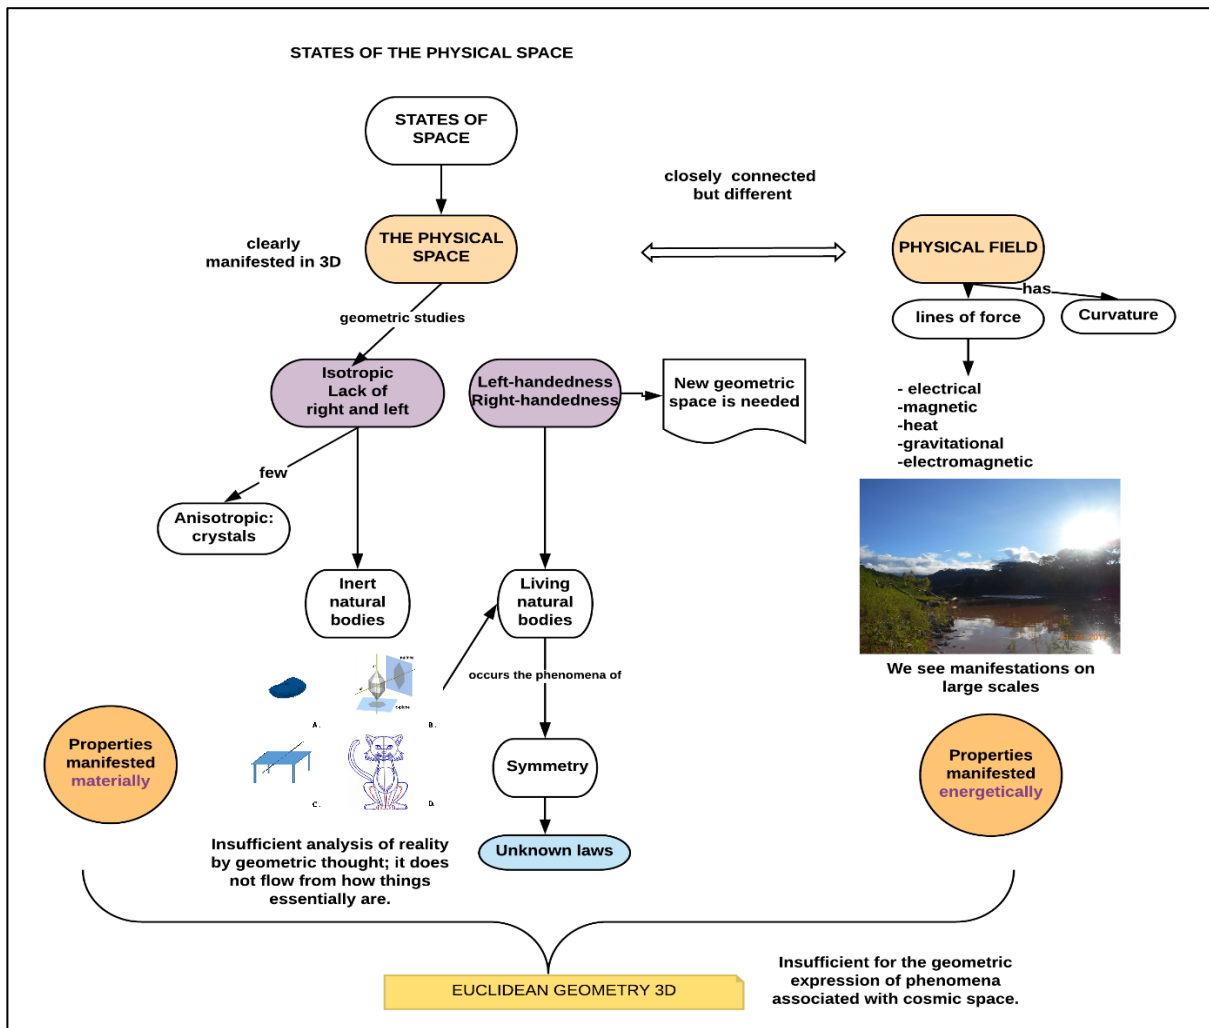 STATES OF THE PHYSICAL SPACE
STATES OF
SPACE
closely connected
but different
clearly
manifested in 3D
THE PHYSICAL
SPACE
PHYSICAL FIELD
has
geometric studies
lines of force
Curvature
Isotropic
Lack of
right and left
Left-handedness
Right-handedness
New geometric
space is needed
- electrical
-magnetic
-heat
-gravitational
-electromagnetic
few
Anisotropic:
crystals
Inert
natural
bodies
Living
natural
bodies
occurs the phenomena of
We see manifestations on
large scales
A.
B.
C.
D.
Properties
manifested
materially
Symmetry
Properties
manifested
energetically
Insufficient analysis of reality
by geometric thought; it does
not flow from how things
essentially are.
Unknown laws
EUCLIDEAN GEOMETRY 3D
Insufficient for the geometric
expression of phenomena
associated with cosmic space.